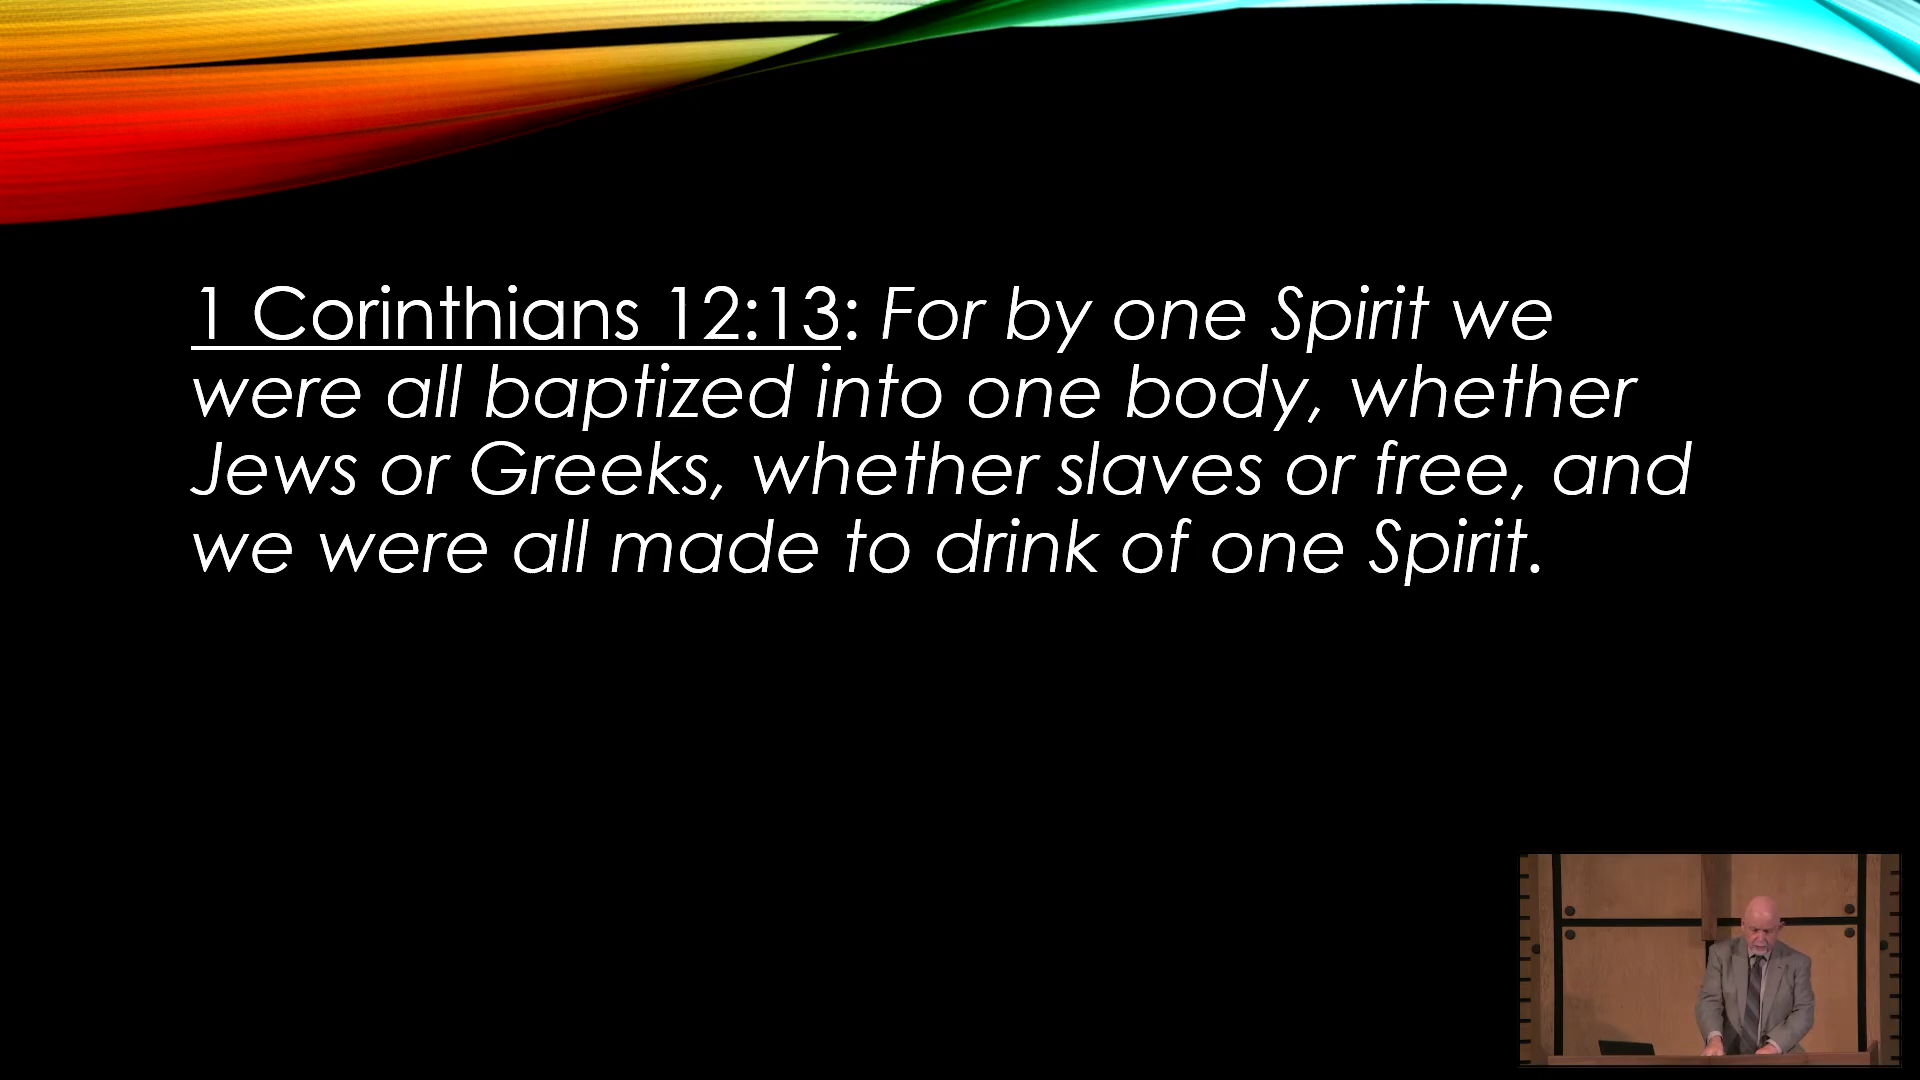 1 Corinthians 12:13: For by one Spirit we
were all baptized into one body, whether
Jews or Greeks, whether slaves or free, and
we were all made to drink of one Spirit.